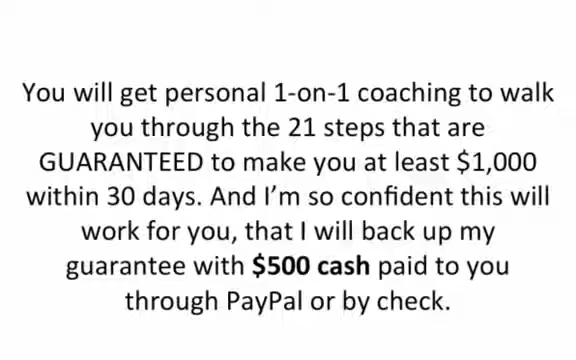 You will get personal 1-on-1 coaching to walk
you through the 21 steps that are
GUARANTEED to make you at least $1,000
within 30 days. And I’m so confident this will
work for you, that I will back up my
guarantee with $500 cash paid to you
through PayPal or by check.